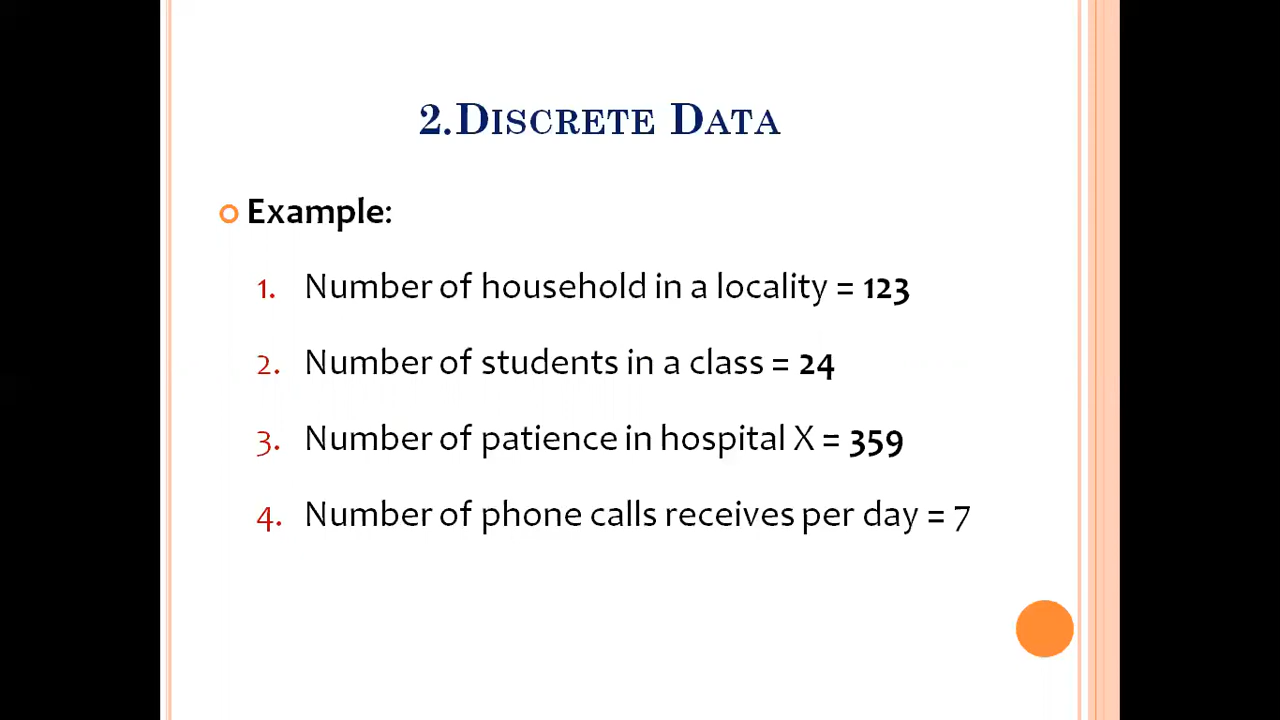 2.Discrete Data
Example:
1. Number of household in a locality = 123
2. Number of students in a class = 24
3. Number of patience in hospital X = 359
4. Number of phone calls receives per day = 7